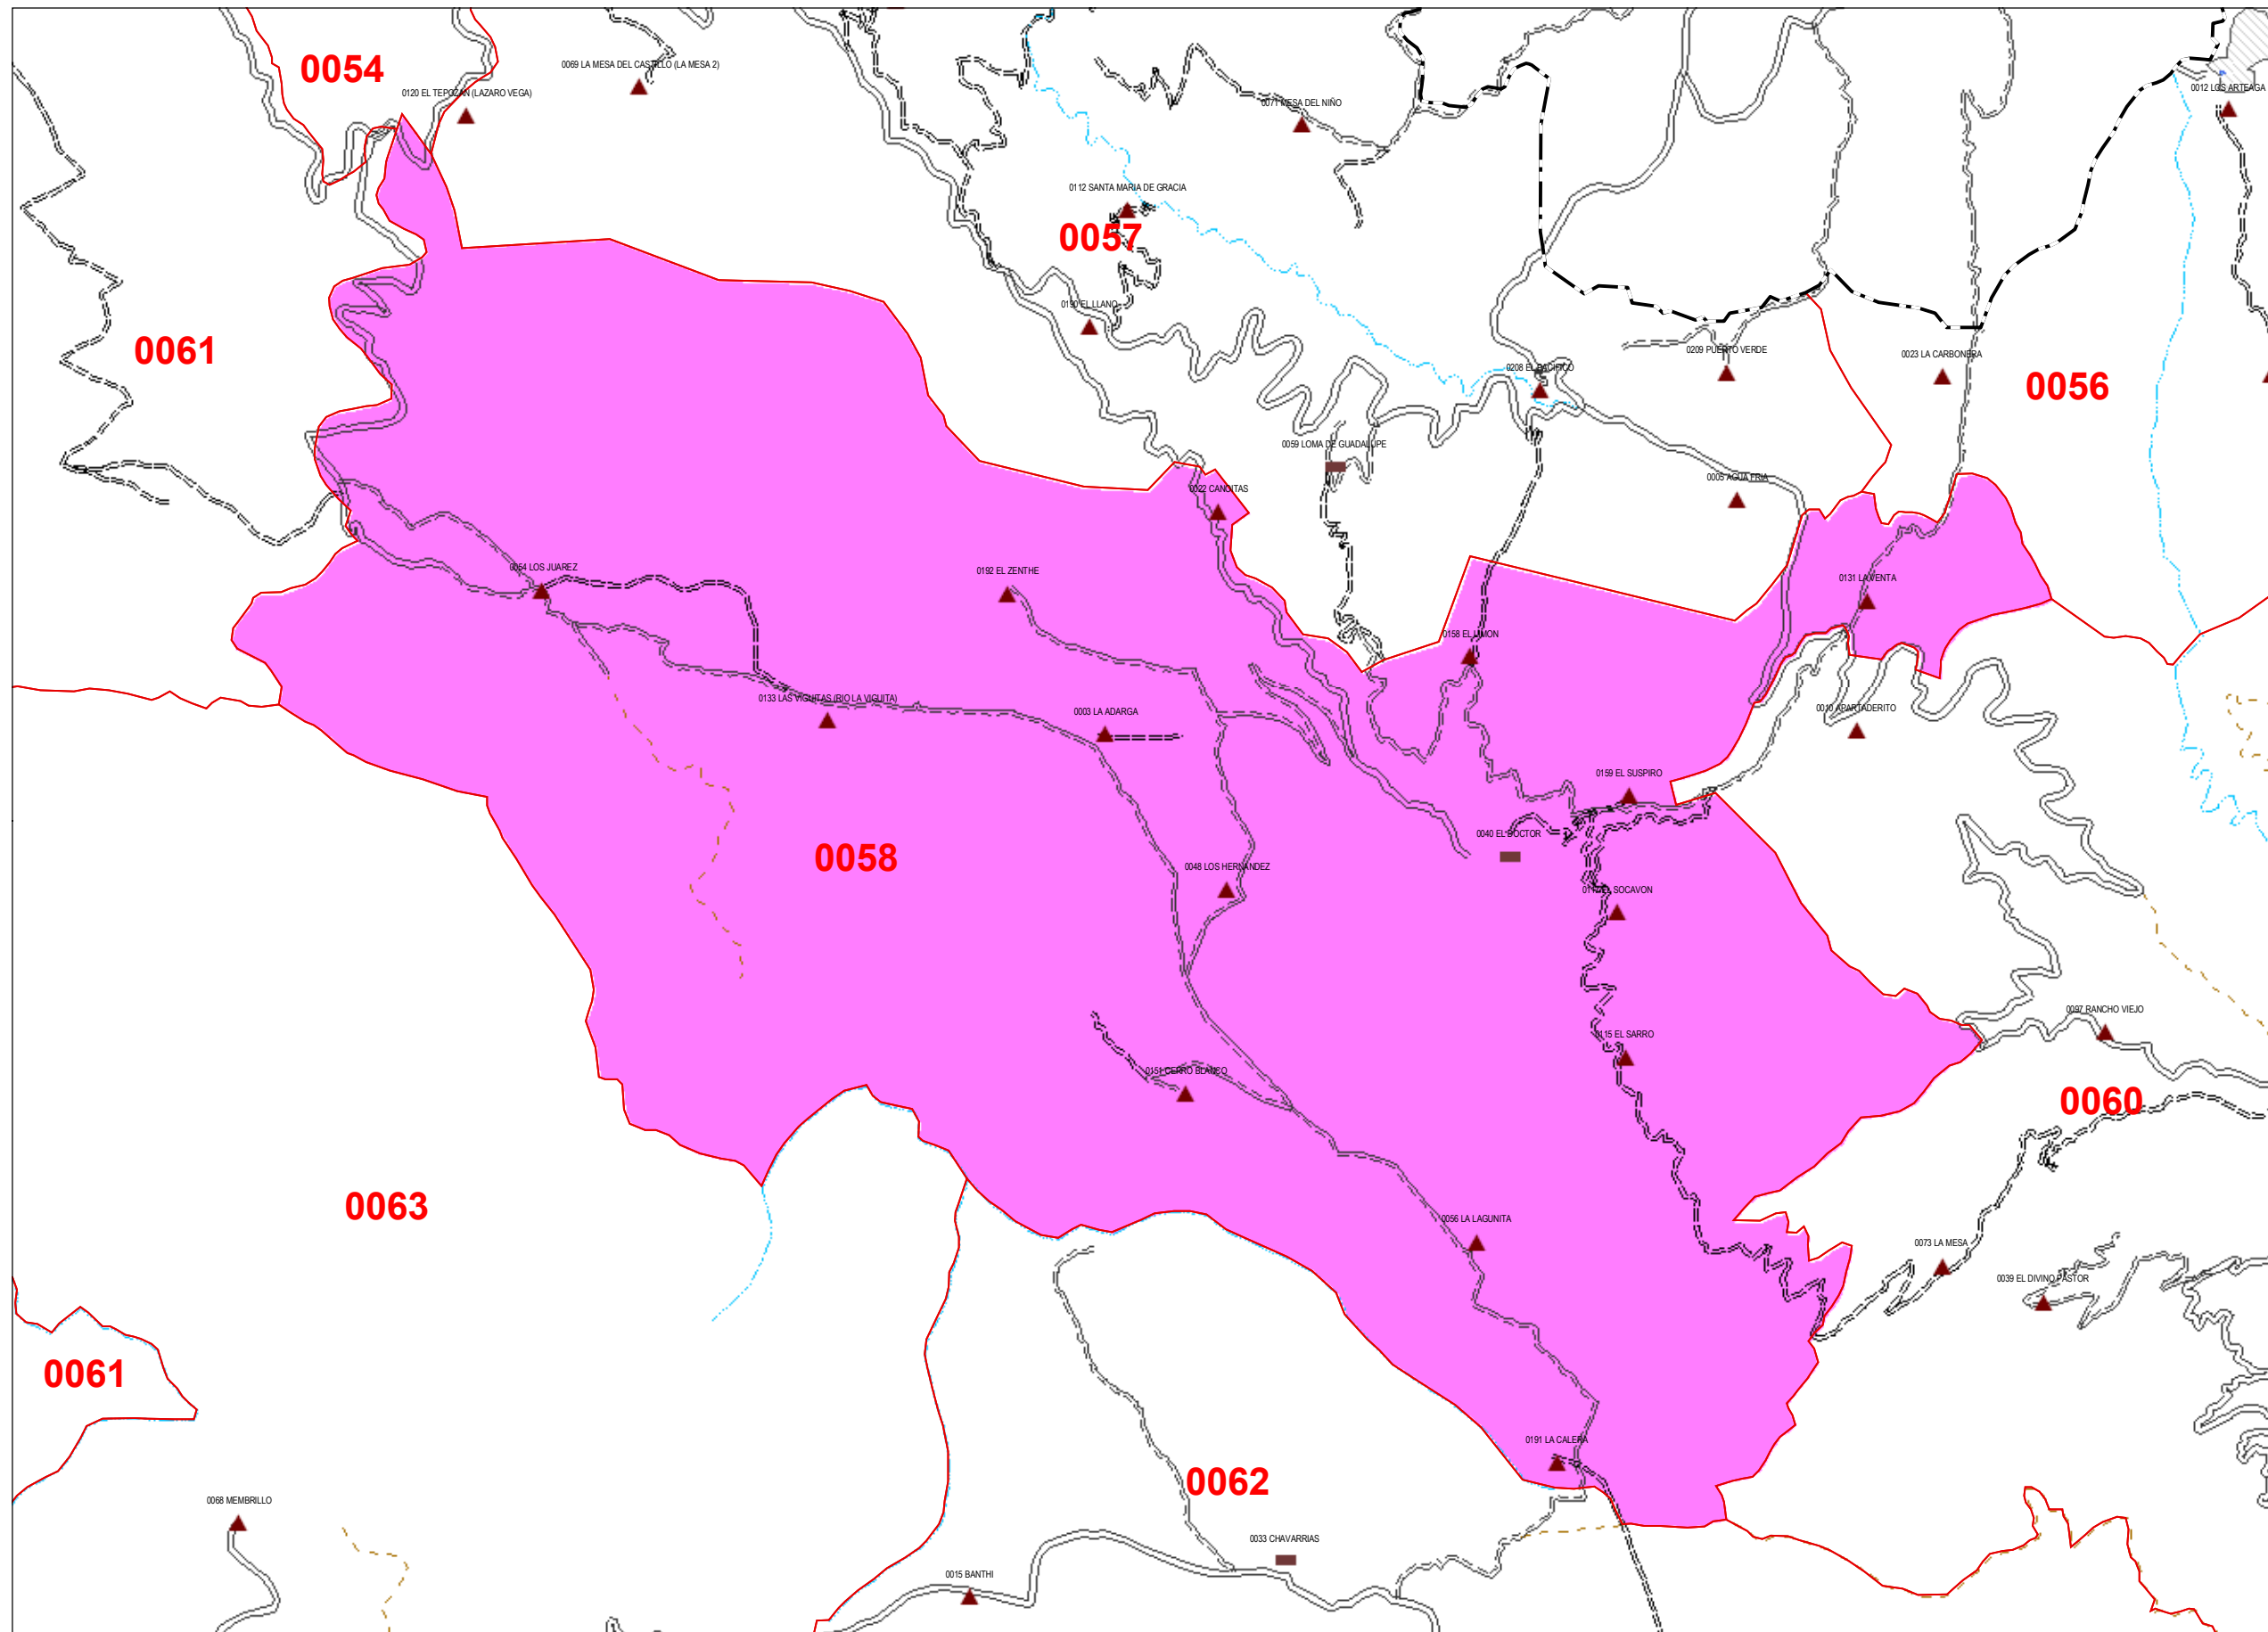 0054
0069 LA MESA DEL CASTILLO (LA MESA 2)
0120 EL TEPOZAN (LAZARO VEGA)
0071 MESA DEL NIÑO
0012 LOS ARTEAGA
0112 SANTA MARIA DE GRACIA
0057
0190 EL LLANO
0061
0209 PUERTO VERDE
0023 LA CARBONERA
0208 EL PACIFICO
0056
0059 LOMA DE GUADALUPE
0005 AGUA FRIA
0022 CANOITAS
0054 LOS JUAREZ
0192 EL ZENTHE
0131 LA VENTA
0158 EL LIMON
0133 LAS VIGUITAS (RIO LA VIGUITA)
0003 LA ADARGA
0010 APARTADERITO
0159 EL SUSPIRO
0040 EL DOCTOR
0058
0048 LOS HERNANDEZ
EL SOCAVON
0097 RANCHO VIEJO
0115 EL SARRO
0151 CERRO BLANCO
0060
0063
0056 LA LAGUNITA
0073 LA MESA
0039 EL DIVINO PASTOR
0061
0191 LA CALERA
0062
0068 MEMBRILLO
0033 CHAVARRIAS
0015 BANTHI